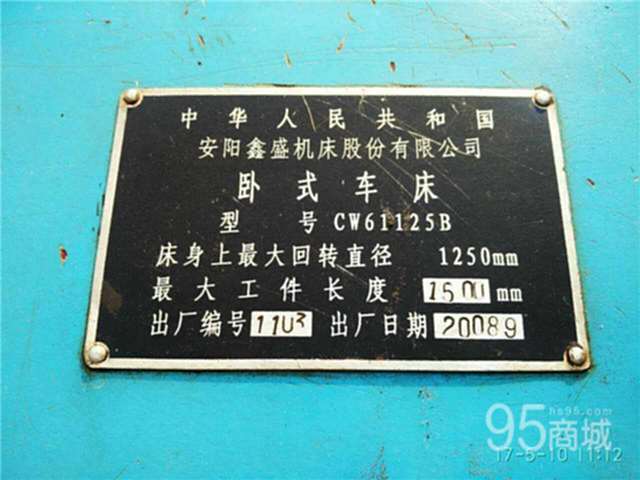 中华人民共和国
安阳鑫盛机床股份有限公司
卧式车床
型 号 CW61125B
床身上最大回转直径 1250mm
最大工件长度 1500 mm
出厂编号 1103 出厂日期 20089
hs95.com
95商城
17-5-10 11:12